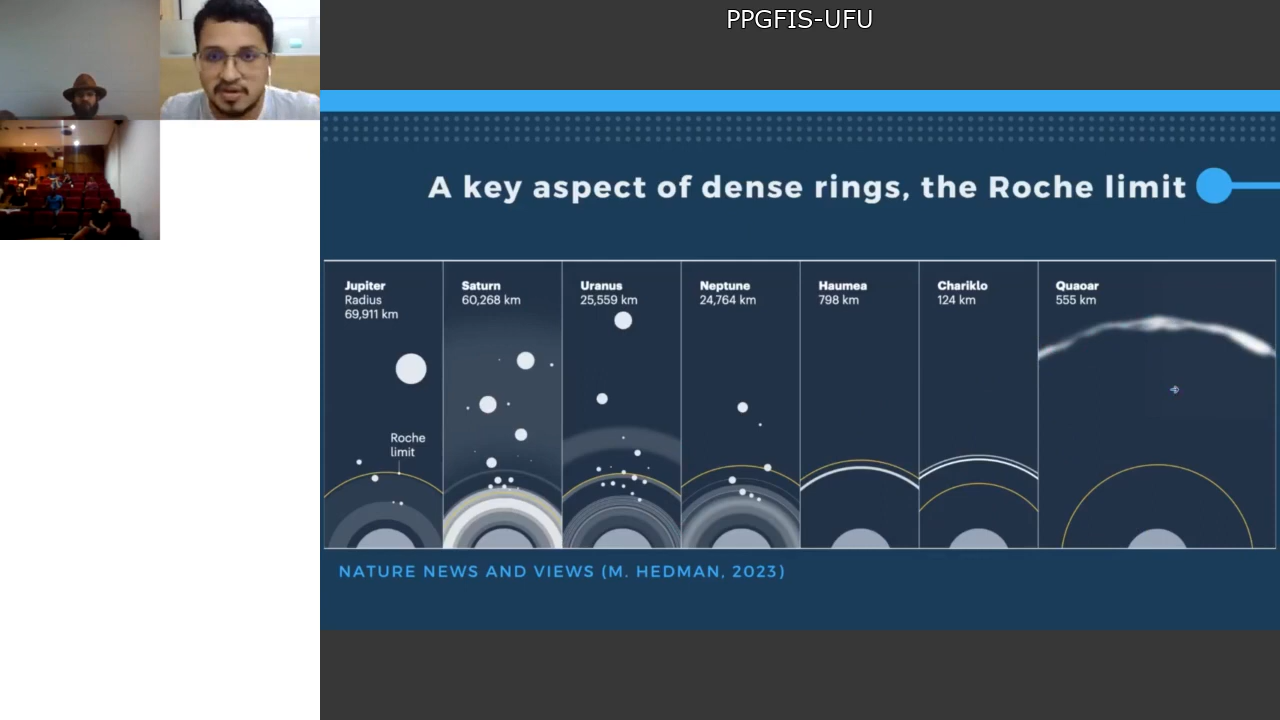 PPGFIS-UFU
A key aspect of dense rings, the Roche limit
Jupiter
Radius
69,911 km
Saturn
60,268 km
Uranus
25,559 km
Neptune
24,764 km
Haumea
798 km
Chariklo
124 km
Quaoar
555 km
Roche
limit
NATURE NEWS AND VIEWS (M. HEDMAN, 2023)